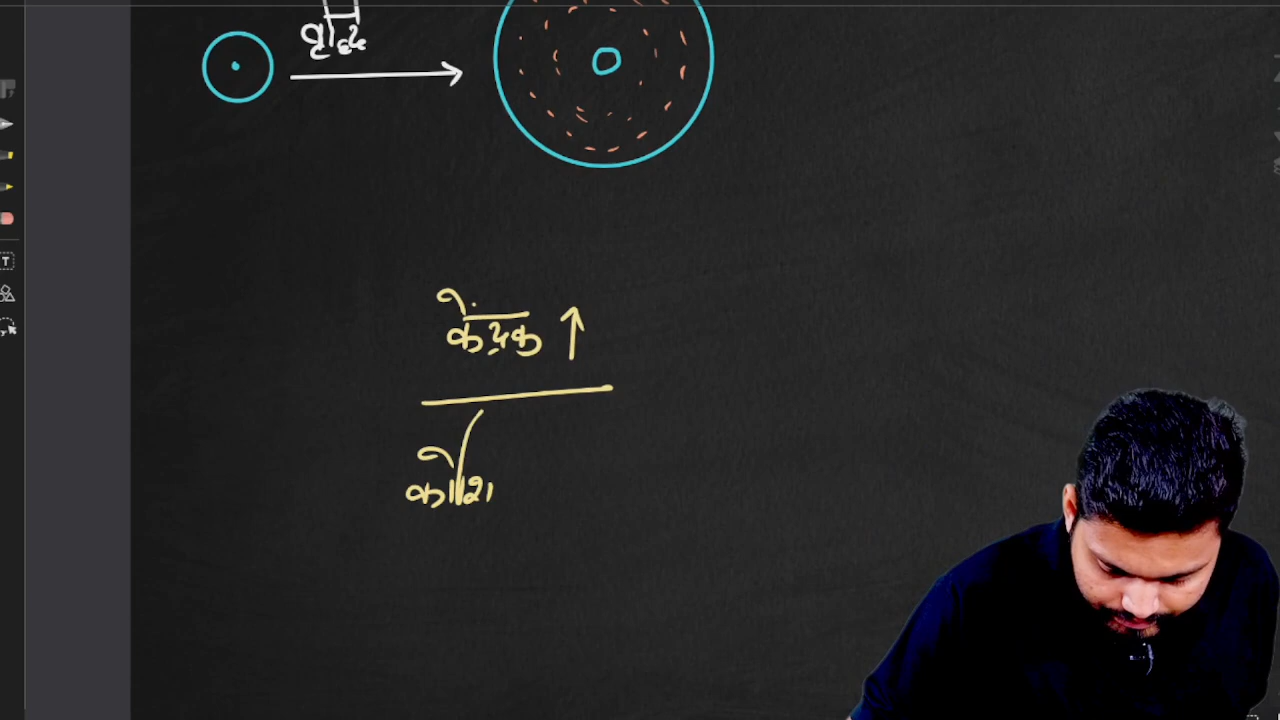 वृद्धि
केन्द्रक ↑
कोशि